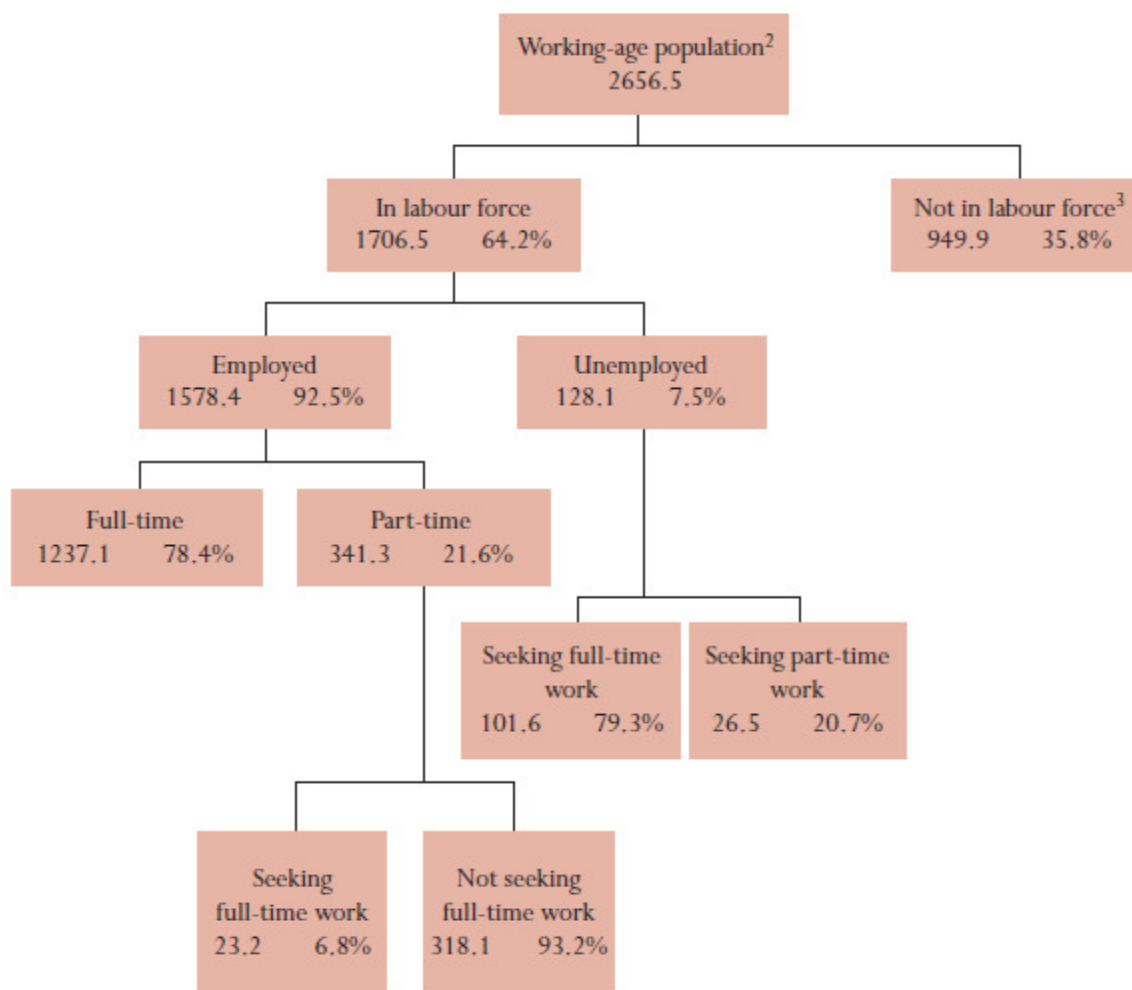 Working-age population²
2656.5
In labour force
1706.5 64.2%
Not in labour force³
949.9 35.8%
Employed
1578.4 92.5%
Unemployed
128.1 7.5%
Full-time
1237.1 78.4%
Part-time
341.3 21.6%
Seeking full-time
work
101.6 79.3%
Seeking part-time
work
26.5 20.7%
Seeking
full-time work
23.2 6.8%
Not seeking
full-time work
318.1 93.2%